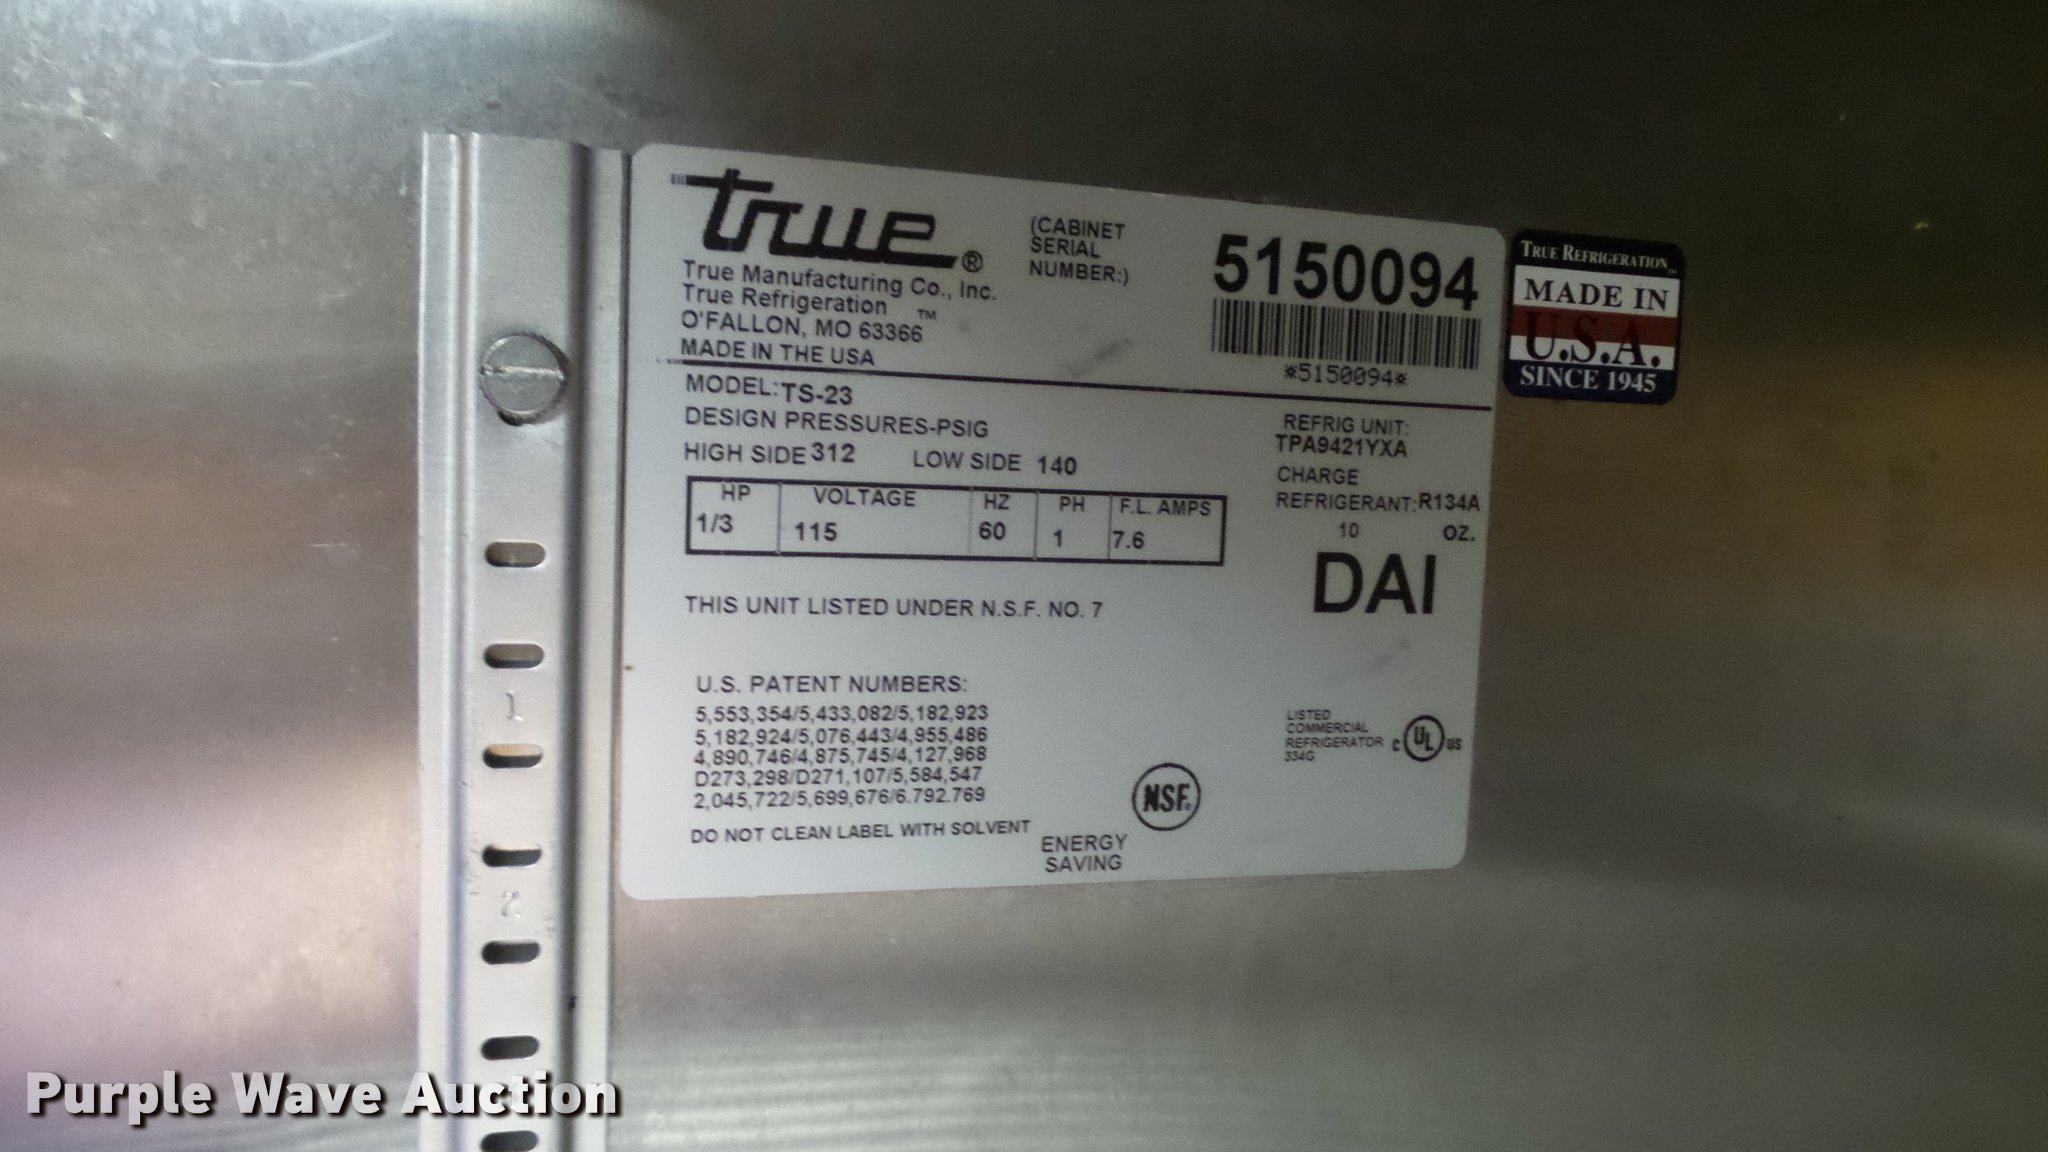 true®
True Manufacturing Co., Inc.
True Refrigeration ™
O'FALLON, MO 63366
MADE IN THE USA
(CABINET
SERIAL
NUMBER:)
5150094
*5150094*
TRUE REFRIGERATION™
MADE IN
U.S.A.
SINCE 1945
MODEL: TS-23
DESIGN PRESSURES-PSIG
HIGH SIDE 312 LOW SIDE 140
HP VOLTAGE HZ PH F.L. AMPS
1/3 115 60 1 7.6
REFRIG UNIT:
TPA9421YXA
CHARGE
REFRIGERANT: R134A
10 OZ.
DAI
THIS UNIT LISTED UNDER N.S.F. NO. 7
U.S. PATENT NUMBERS:
5,553,354/5,433,082/5,182,923
5,182,924/5,076,443/4,955,486
4,890,746/4,875,745/4,127,968
D273,298/D271,107/5,584,547
2,045,722/5,699,676/6.792.769
DO NOT CLEAN LABEL WITH SOLVENT
ENERGY
SAVING
NSF®
LISTED
COMMERCIAL
REFRIGERATOR
334G
C UL US
1
2
Purple Wave Auction